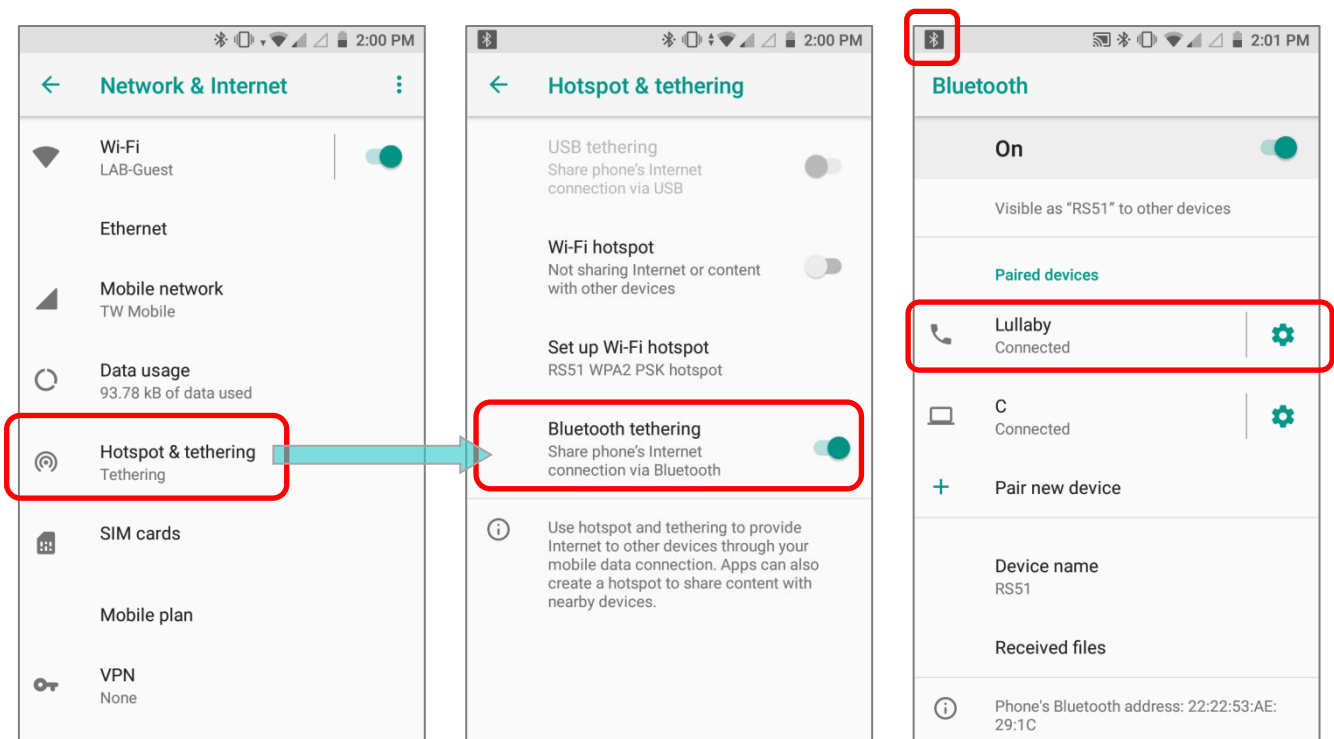 2:00 PM
Network & Internet
Wi-Fi
LAB-Guest
Ethernet
Mobile network
TW Mobile
Data usage
93.78 kB of data used
Hotspot & tethering
Tethering
SIM cards
Mobile plan
VPN
None
2:00 PM
Hotspot & tethering
USB tethering
Share phone's Internet
connection via USB
Wi-Fi hotspot
Not sharing Internet or content
with other devices
Set up Wi-Fi hotspot
RS51 WPA2 PSK hotspot
Bluetooth tethering
Share phone's Internet
connection via Bluetooth
Use hotspot and tethering to provide
Internet to other devices through your
mobile data connection. Apps can also
create a hotspot to share content with
nearby devices.
2:01 PM
Bluetooth
On
Visible as "RS51" to other devices
Paired devices
Lullaby
Connected
C
Connected
Pair new device
Device name
RS51
Received files
Phone's Bluetooth address: 22:22:53:AE:
29:1C